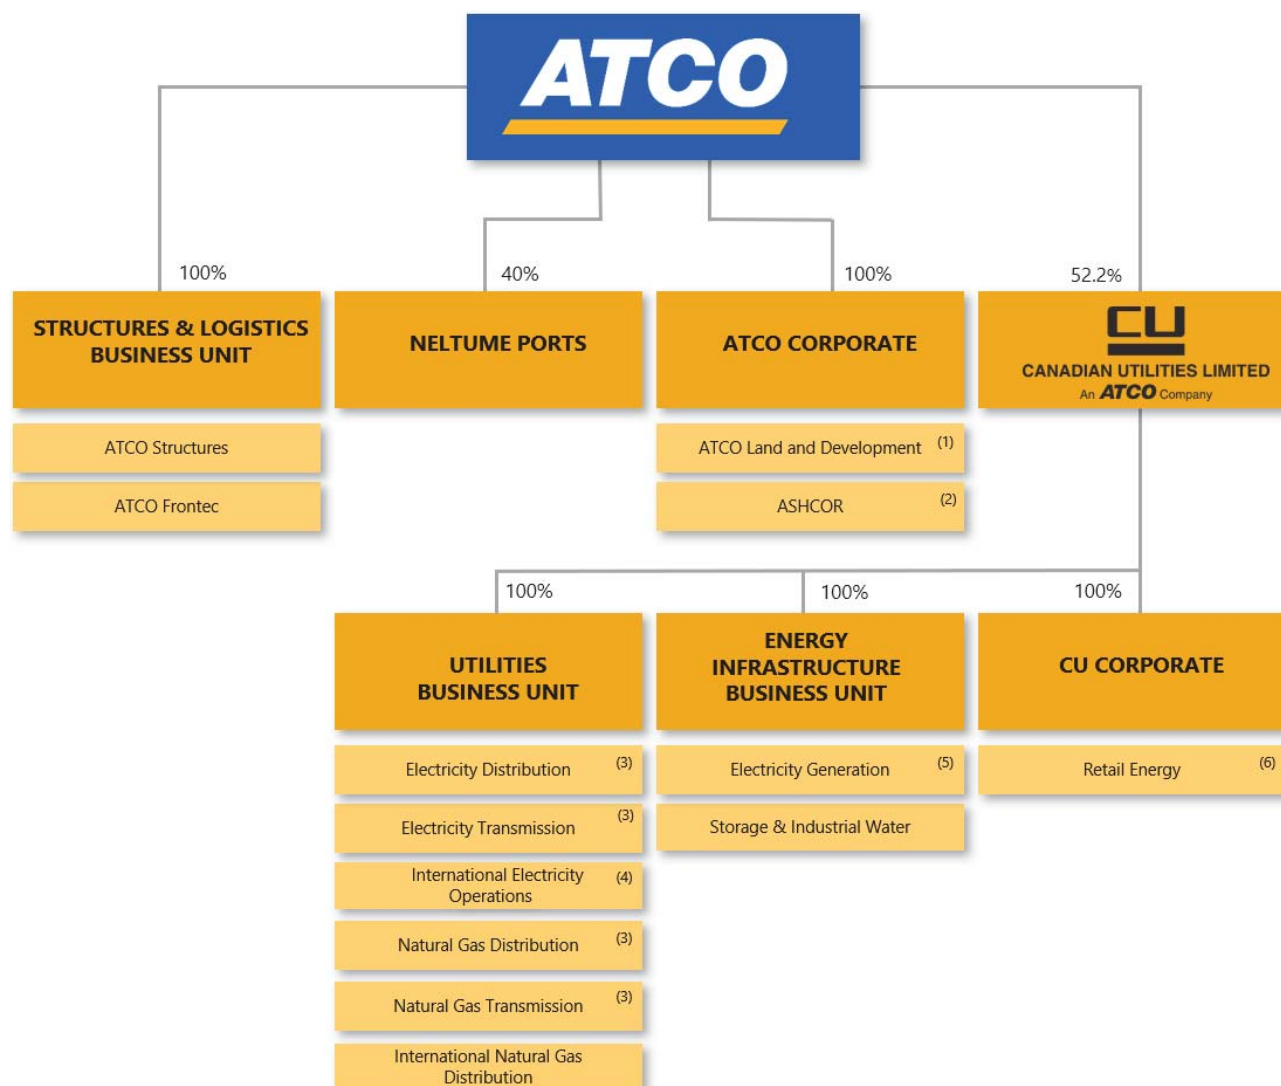 ATCO
100%
40%
100%
52.2%
STRUCTURES & LOGISTICS
BUSINESS UNIT
NELTUME PORTS
ATCO CORPORATE
CU
CANADIAN UTILITIES LIMITED
An ATCO Company
ATCO Structures
ATCO Frontec
ATCO Land and Development (1)
ASHCOR (2)
100%
100%
100%
UTILITIES
BUSINESS UNIT
ENERGY
INFRASTRUCTURE
BUSINESS UNIT
CU CORPORATE
Electricity Distribution (3)
Electricity Transmission (3)
International Electricity (4)
Operations
Natural Gas Distribution (3)
Natural Gas Transmission (3)
International Natural Gas
Distribution
Electricity Generation (5)
Storage & Industrial Water
Retail Energy (6)